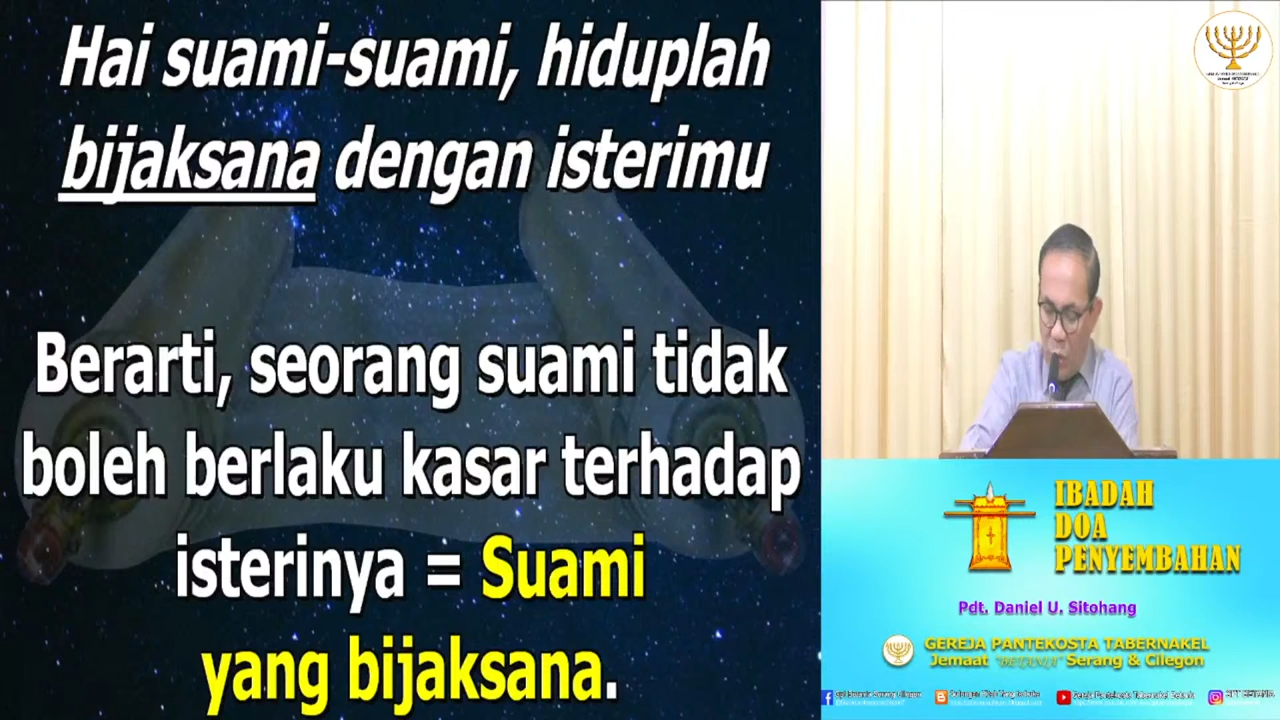 Hai suami-suami, hiduplah
bijaksana dengan isterimu
Berarti, seorang suami tidak
boleh berlaku kasar terhadap
isterinya = Suami
yang bijaksana.
IBADAH
DOA
PENYEMBAHAN
Pdt. Daniel U. Sitohang
GEREJA PANTEKOSTA TABERNAKEL
Jemaat "BETANIA" Serang & Cilegon